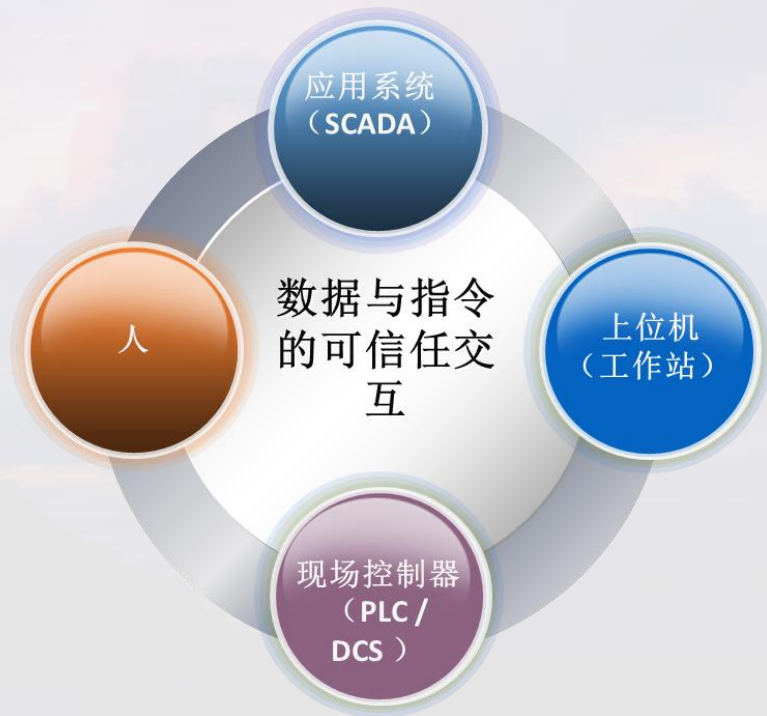 应用系统
（SCADA）
人
数据与指令
的可信任交
互
上位机
（工作站）
现场控制器
（PLC /
DCS ）